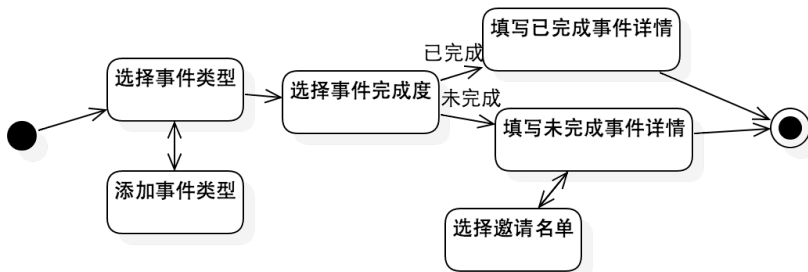 填写已完成事件详情
已完成
选择事件类型
选择事件完成度
未完成
填写未完成事件详情
添加事件类型
选择邀请名单